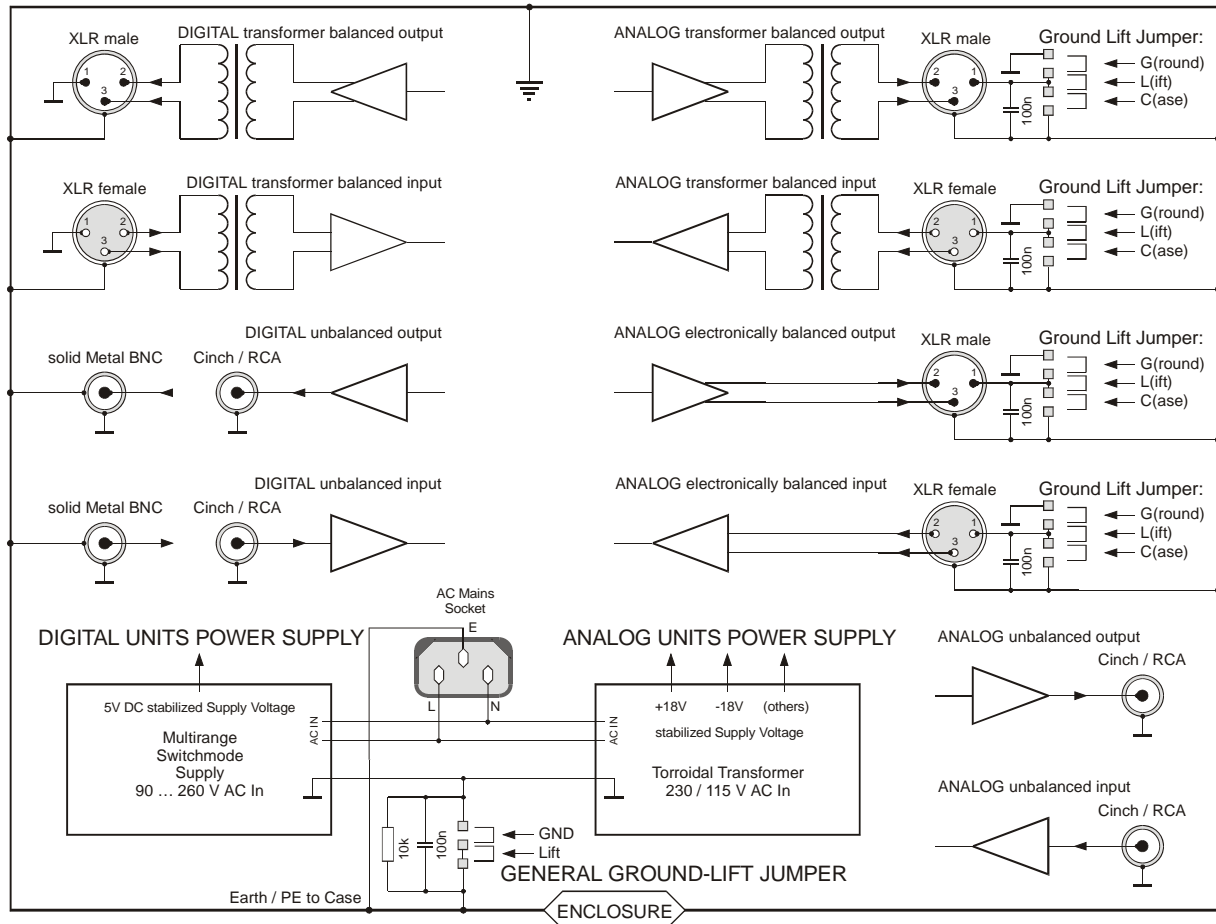 DIGITAL transformer balanced output
XLR male
1
2
3
ANALOG transformer balanced output
XLR male
2
1
3
100n
Ground Lift Jumper:
G(round)
L(ift)
C(ase)
DIGITAL transformer balanced input
XLR female
1
2
3
ANALOG transformer balanced input
XLR female
2
1
3
100n
Ground Lift Jumper:
G(round)
L(ift)
C(ase)
DIGITAL unbalanced output
solid Metal BNC
Cinch / RCA
ANALOG electronically balanced output
XLR male
2
1
3
100n
Ground Lift Jumper:
G(round)
L(ift)
C(ase)
DIGITAL unbalanced input
solid Metal BNC
Cinch / RCA
ANALOG electronically balanced input
XLR female
2
1
3
100n
Ground Lift Jumper:
G(round)
L(ift)
C(ase)
AC Mains
Socket
E
L
N
DIGITAL UNITS POWER SUPPLY
5V DC stabilized Supply Voltage
Multirange
Switchmode
Supply
90 ... 260 V AC In
AC IN
ANALOG UNITS POWER SUPPLY
+18V
-18V
(others)
stabilized Supply Voltage
AC IN
Torroidal Transformer
230 / 115 V AC In
ANALOG unbalanced output
Cinch / RCA
ANALOG unbalanced input
Cinch / RCA
10k
100n
GND
Lift
GENERAL GROUND-LIFT JUMPER
Earth / PE to Case
ENCLOSURE